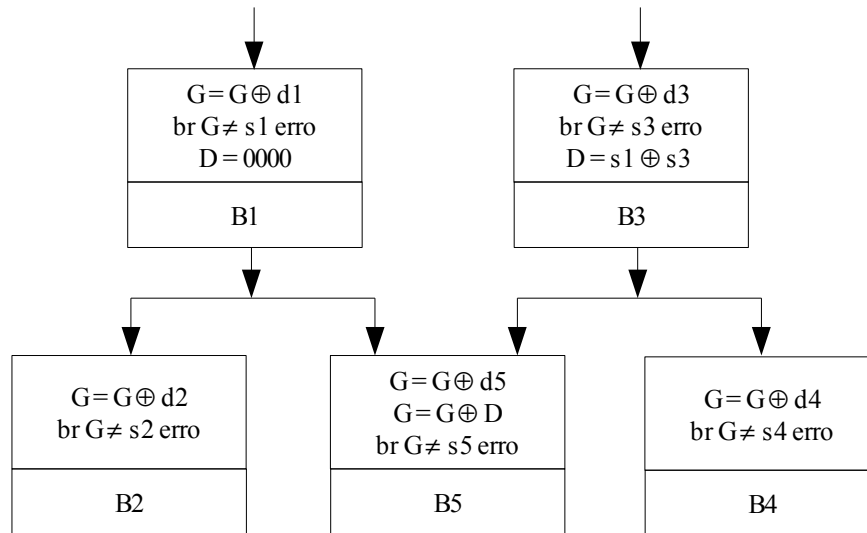 G=G⊕ d1
br G≠ s1 erro
D=0000
B1
G=G⊕ d3
br G≠ s3 erro
D=s1 ⊕ s3
B3
G=G⊕ d2
br G≠ s2 erro
B2
G=G⊕ d5
G=G⊕ D
br G≠ s5 erro
B5
G=G⊕ d4
br G≠ s4 erro
B4